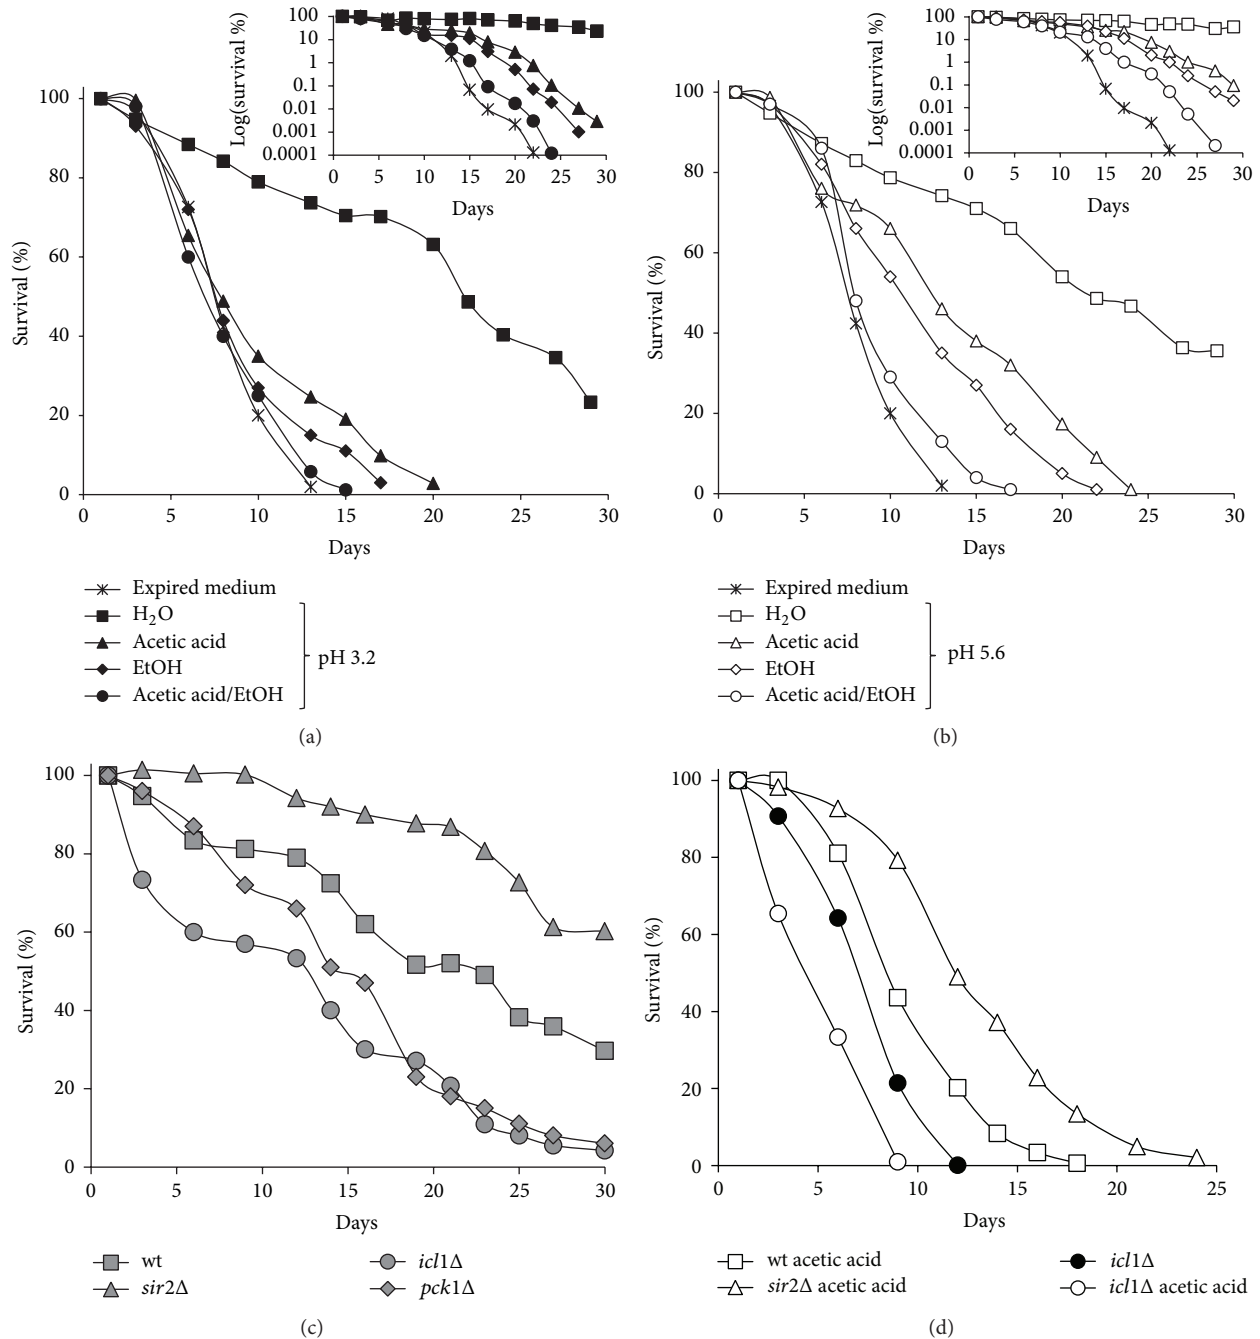 Log(survival %)
100
10
1
0.1
0.01
0.001
0.0001
0 5 10 15 20 25 30
Days
Survival (%)
100
80
60
40
20
0
0 5 10 15 20 25 30
Days
Expired medium
H₂O
Acetic acid
EtOH
Acetic acid/EtOH
pH 3.2
(a)
Log(survival %
100
10
1
0.1
0.01
0.001
0.0001
0 5 10 15 20 25 30
Days
Survival (%)
100
80
60
40
20
0
0 5 10 15 20 25 30
Days
Expired medium
H₂O
Acetic acid
EtOH
Acetic acid/EtOH
pH 5.6
(b)
Survival (%)
100
80
60
40
20
0
0 5 10 15 20 25 30
Days
wt
sir2Δ
icl1Δ
pck1Δ
(c)
Survival (%)
100
80
60
40
20
0
0 5 10 15 20 25
Days
wt acetic acid
sir2Δ acetic acid
icl1Δ
icl1Δ acetic acid
(d)